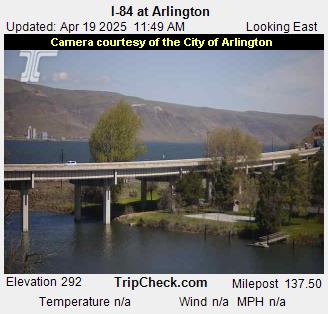 I-84 at Arlington
Updated: Apr 19 2025 11:49 AM Looking East
Camera courtesy of the City of Arlington
Elevation 292 TripCheck.com Milepost 137.50
Temperature n/a Wind n/a MPH n/a